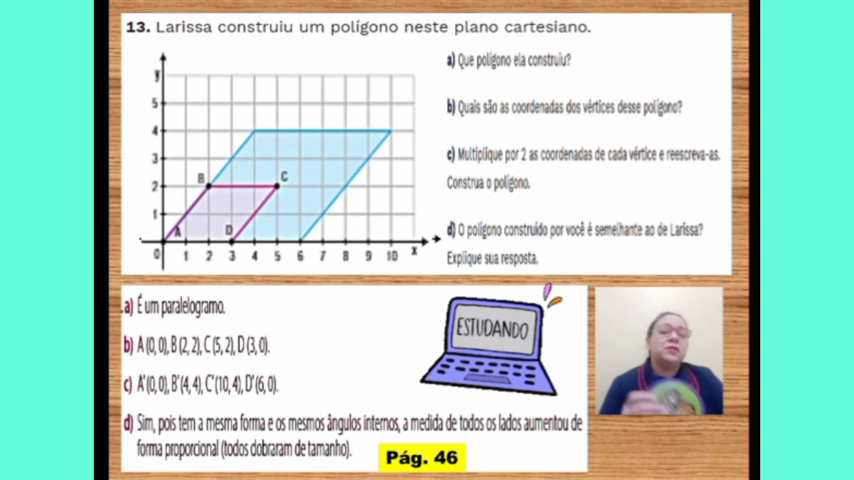 13. Larissa construiu um polígono neste plano cartesiano.
a) Que polígono ela construiu?
b) Quais são as coordenadas dos vértices desse polígono?
c) Multiplique por 2 as coordenadas de cada vértice e reescreva-as.
Construa o polígono.
d) O polígono construído por você é semelhante ao de Larissa?
Explique sua resposta.
y
5
4
3
2
1
B
C
A
D
0 1 2 3 4 5 6 7 8 9 10 x
a) É um paralelogramo.
b) A (0, 0), B (2, 2), C (5, 2), D (3, 0).
c) A'(0, 0), B'(4, 4), C'(10, 4), D'(6, 0).
d) Sim, pois tem a mesma forma e os mesmos ângulos internos, a medida de todos os lados aumentou de
forma proporcional (todos dobraram de tamanho).
ESTUDANDO
Pág. 46